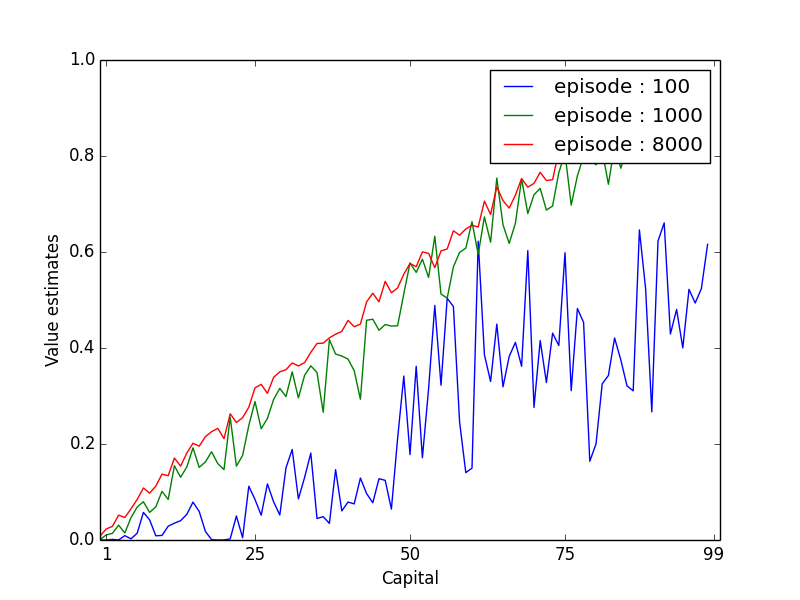 1.0
0.8
0.6
0.4
0.2
0.0
Value estimates
episode : 100
episode : 1000
episode : 8000
1 25 50 75 99
Capital